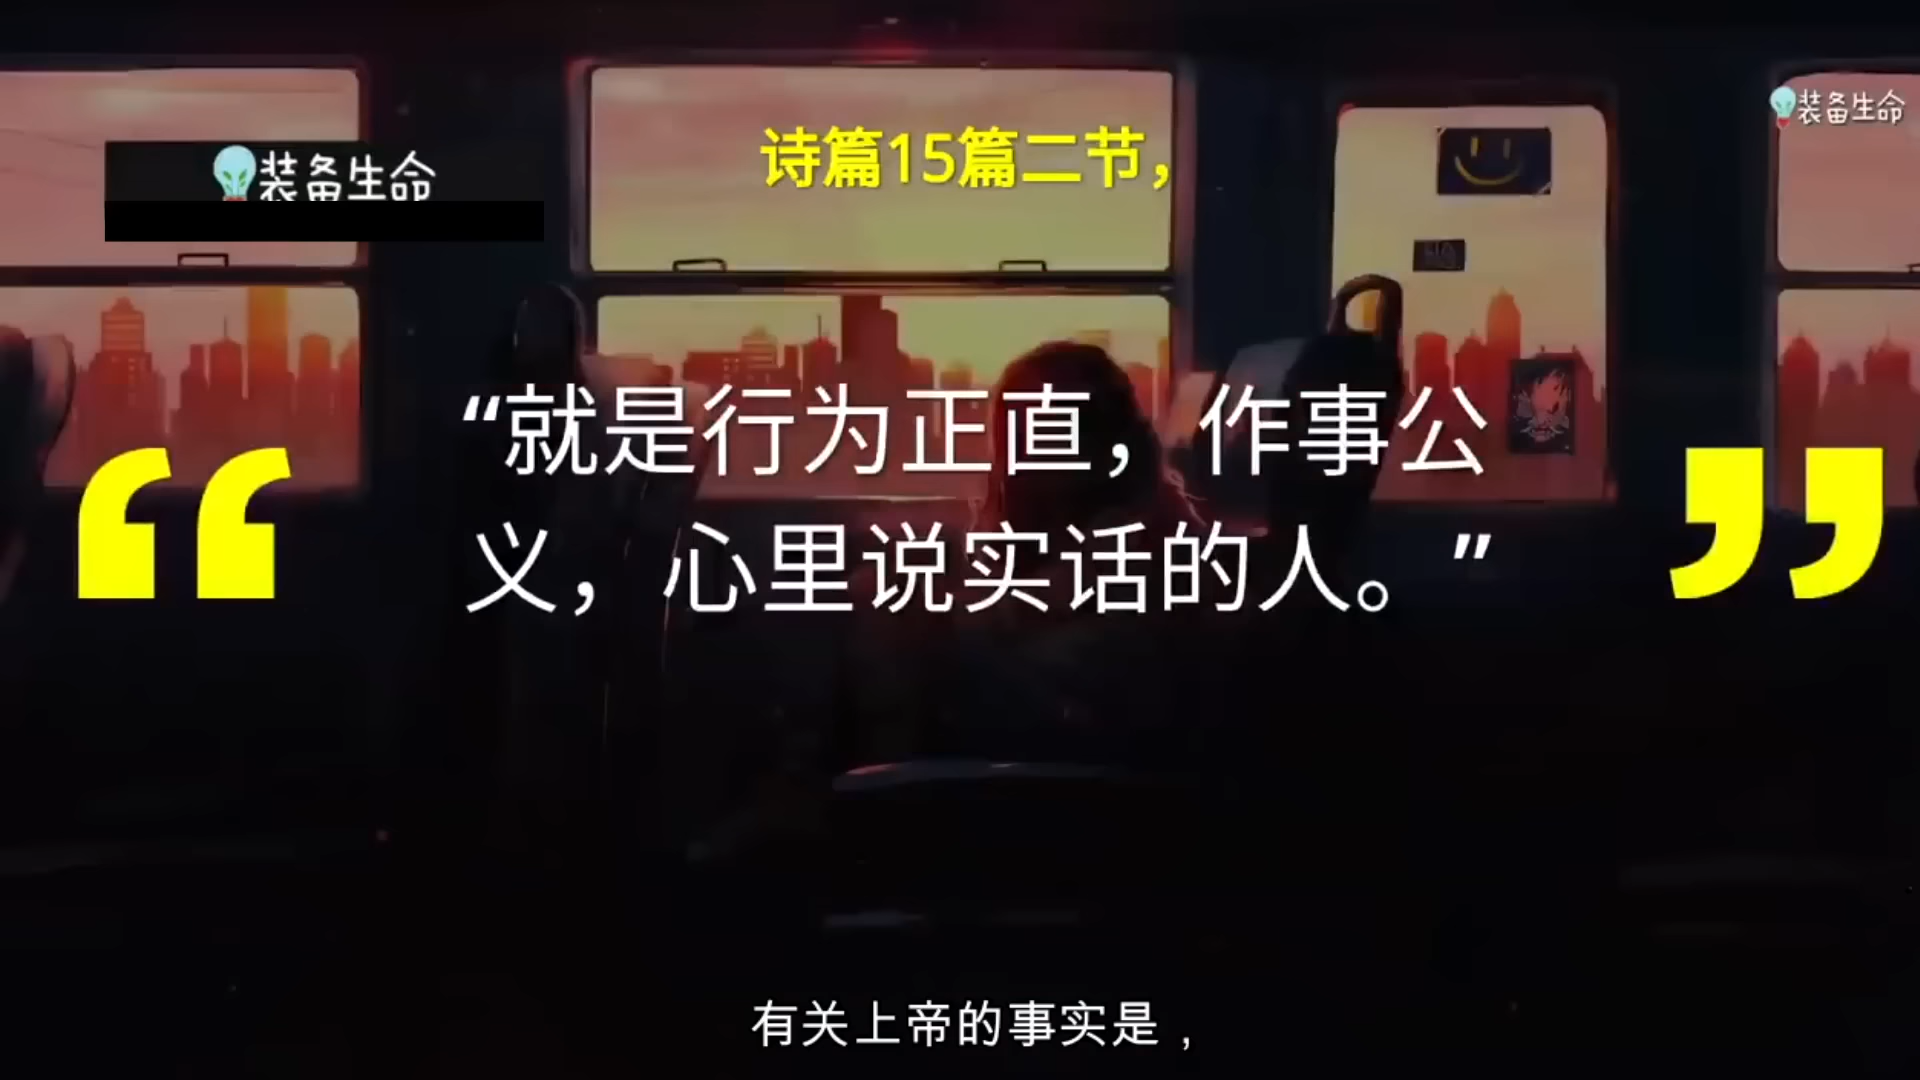 装备生命
装备生命
诗篇15篇二节，
“就是行为正直，作事公
义，心里说实话的人。”
有关上帝的事实是，